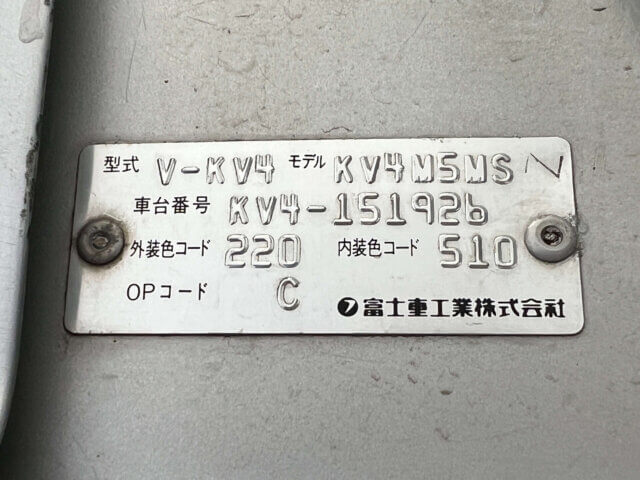 型式 V-KV4 モデル KV4M5MS N
車台番号 KV4-151926
外装色コード 220 内装色コード 510
OPコード C
富士重工業株式会社